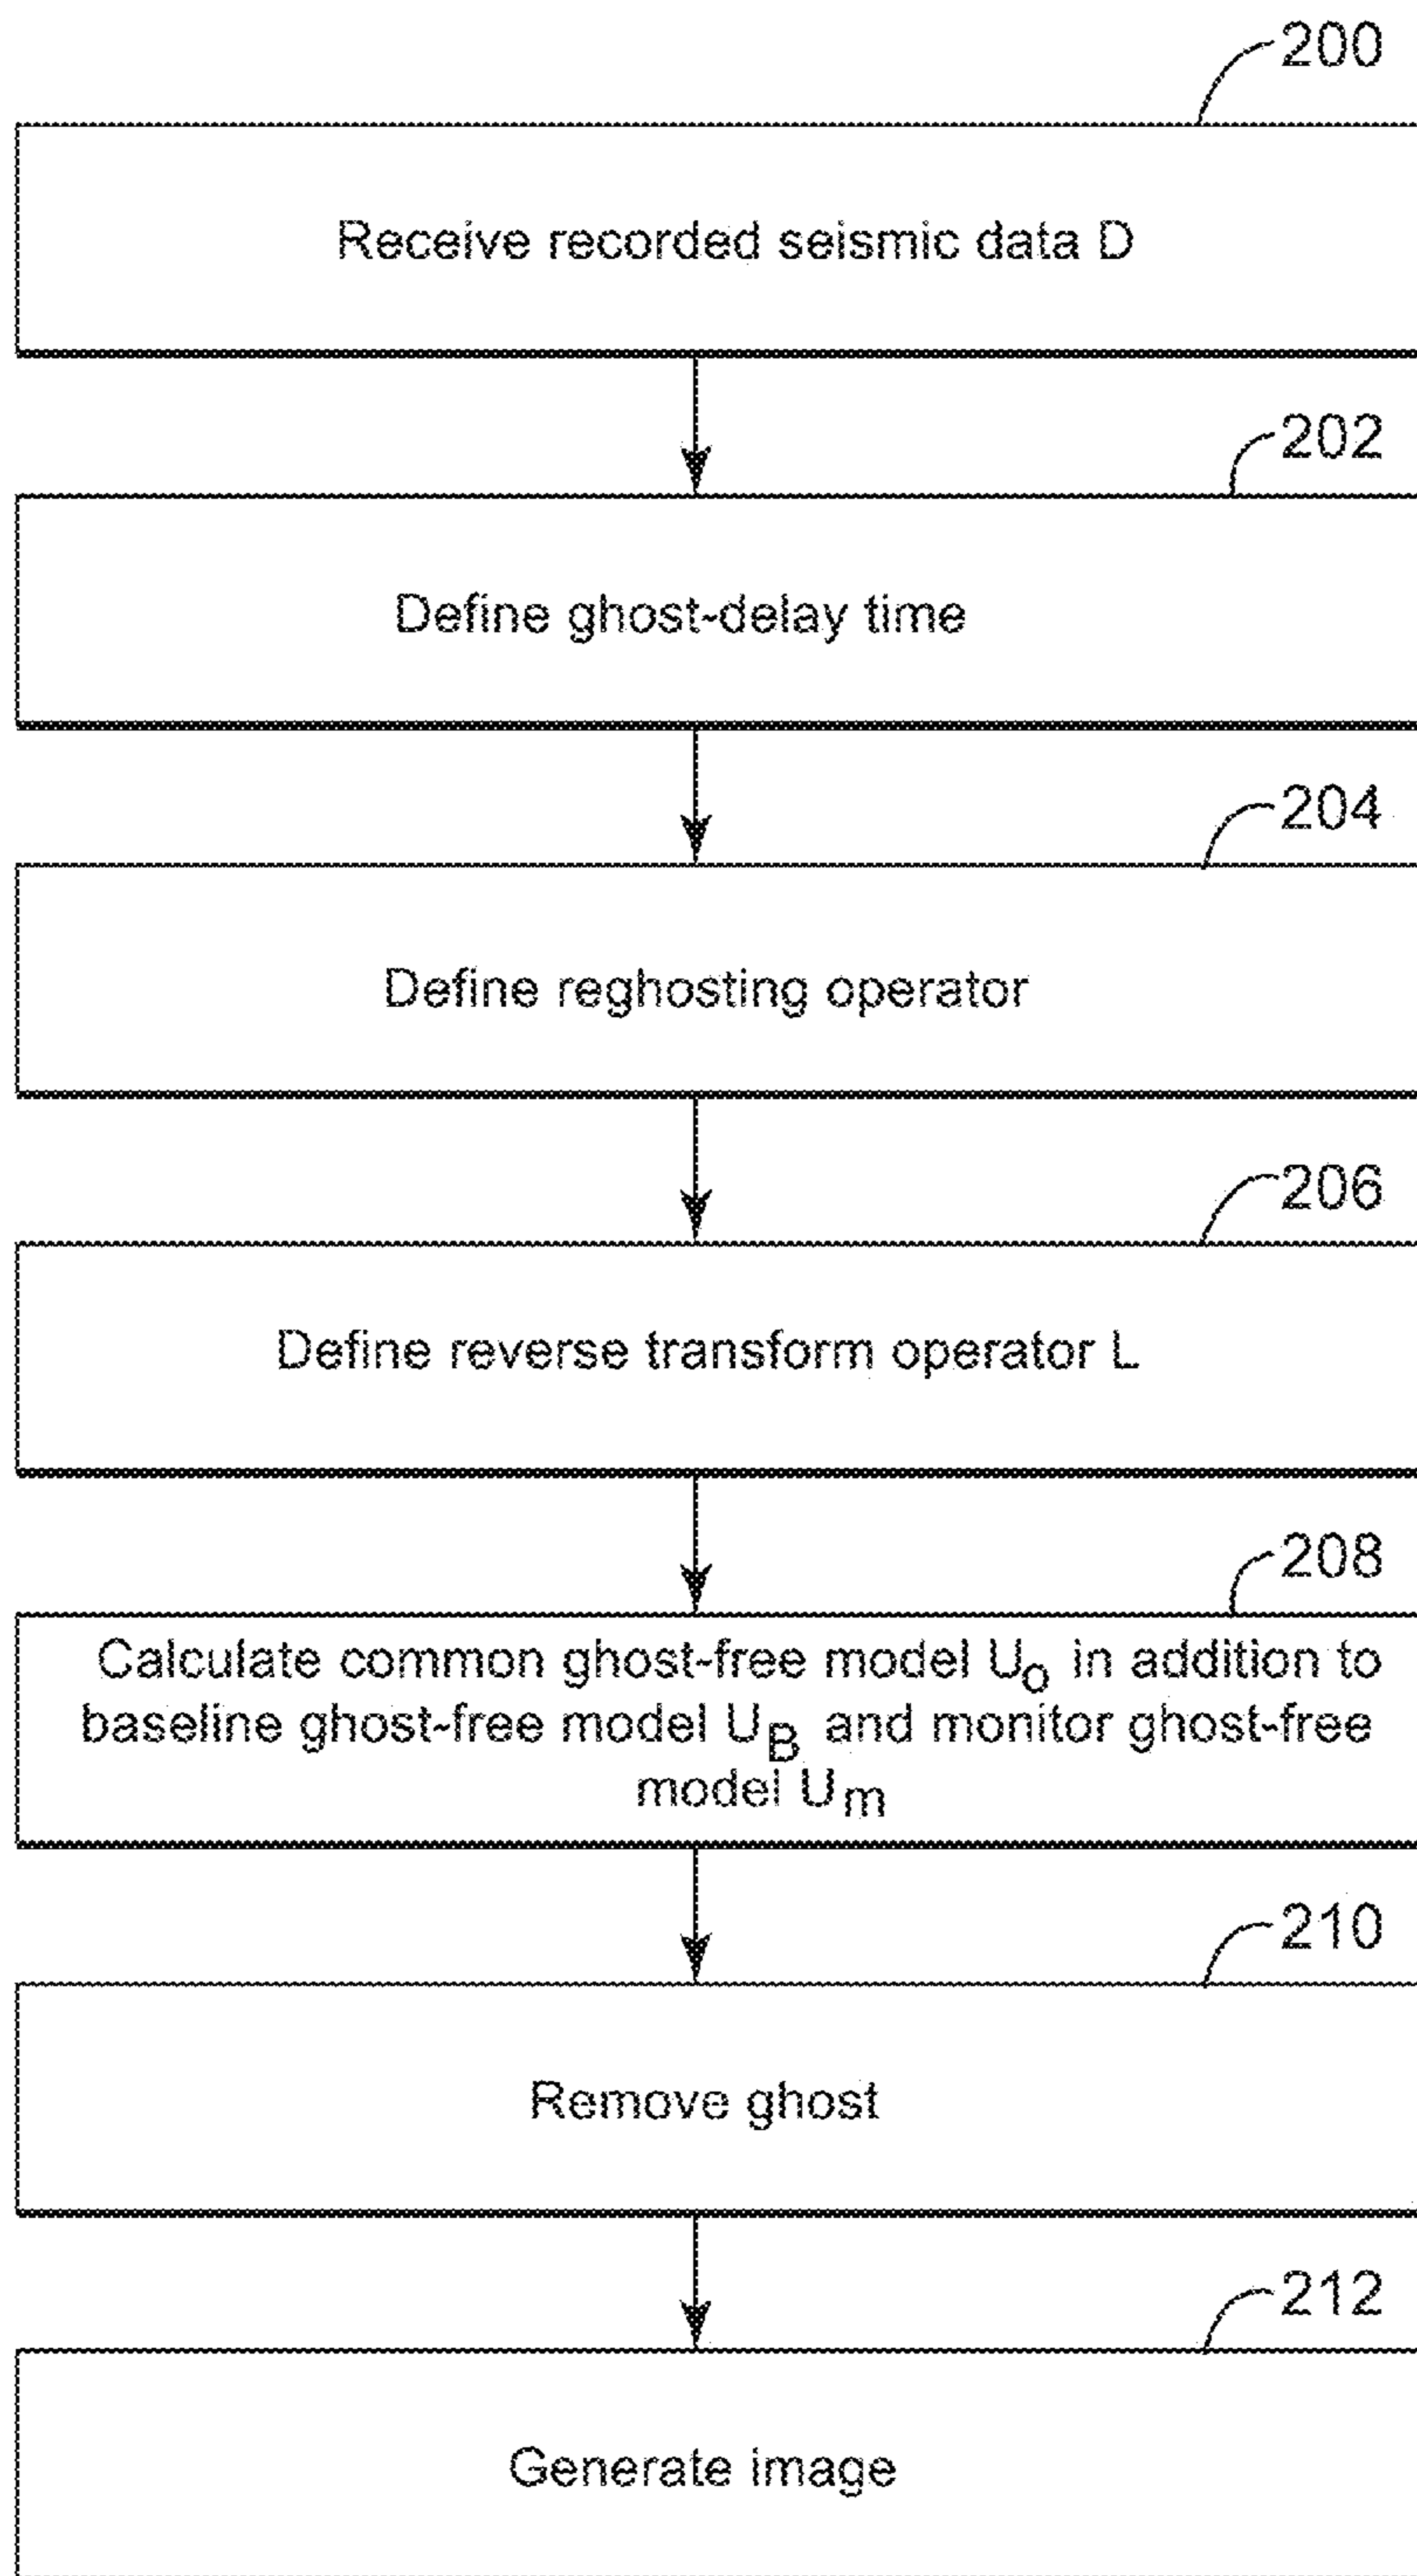 200
Receive recorded seismic data D
202
Define ghost-delay time
204
Define reghosting operator
206
Define reverse transform operator L
208
Calculate common ghost-free model Uo in addition to
baseline ghost-free model UB and monitor ghost-free
model Um
210
Remove ghost
212
Generate image